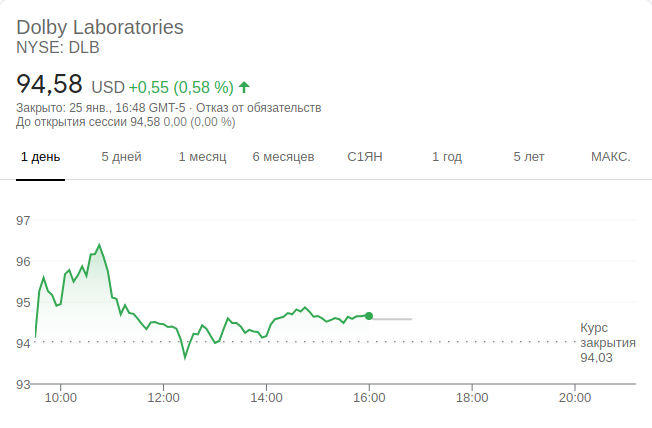 Dolby Laboratories
NYSE: DLB
94,58 USD +0,55 (0,58 %)
Закрыто: 25 янв., 16:48 GMT-5 · Отказ от обязательств
До открытия сессии 94,58 0,00 (0,00 %)
1 день 5 дней 1 месяц 6 месяцев С1ЯН 1 год 5 лет МАКС.
97
96
95
94
Курс
закрытия
94,03
93
10:00 12:00 14:00 16:00 18:00 20:00